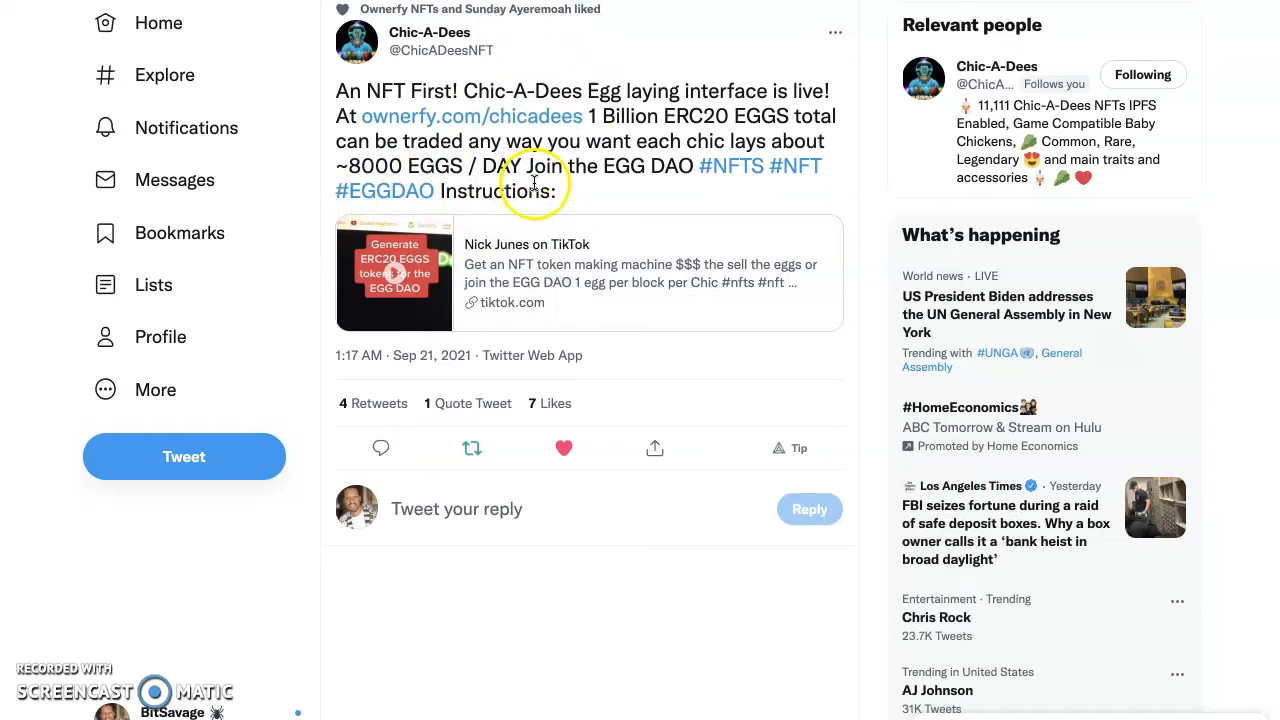 Home
Explore
Notifications
Messages
Bookmarks
Lists
Profile
More
Tweet
RECORDED WITH
SCREENCAST MATIC
BitSavage
Ownerfy NFTs and Sunday Ayeremoah liked
Chic-A-Dees
@ChicADeesNFT
An NFT First! Chic-A-Dees Egg laying interface is live!
At ownerfy.com/chicadees 1 Billion ERC20 EGGS total
can be traded any way you want each chic lays about
~8000 EGGS / DAY Join the EGG DAO #NFTS #NFT
#EGGDAO Instructions:
Generate
ERC20 EGGS
tokens for the
EGG DAO
Nick Junes on TikTok
Get an NFT token making machine $$$ the sell the eggs or
join the EGG DAO 1 egg per block per Chic #nfts #nft ...
tiktok.com
1:17 AM · Sep 21, 2021 · Twitter Web App
4 Retweets 1 Quote Tweet 7 Likes
Tip
Tweet your reply
Reply
Relevant people
Chic-A-Dees
@ChicA... Follows you
Following
11,111 Chic-A-Dees NFTs IPFS
Enabled, Game Compatible Baby
Chickens, Common, Rare,
Legendary and main traits and
accessories
What's happening
World news · LIVE
US President Biden addresses
the UN General Assembly in New
York
Trending with #UNGA, General
Assembly
#HomeEconomics
ABC Tomorrow & Stream on Hulu
Promoted by Home Economics
Los Angeles Times · Yesterday
FBI seizes fortune during a raid
of safe deposit boxes. Why a box
owner calls it a 'bank heist in
broad daylight'
Entertainment · Trending
Chris Rock
23.7K Tweets
Trending in United States
AJ Johnson
31K Tweets